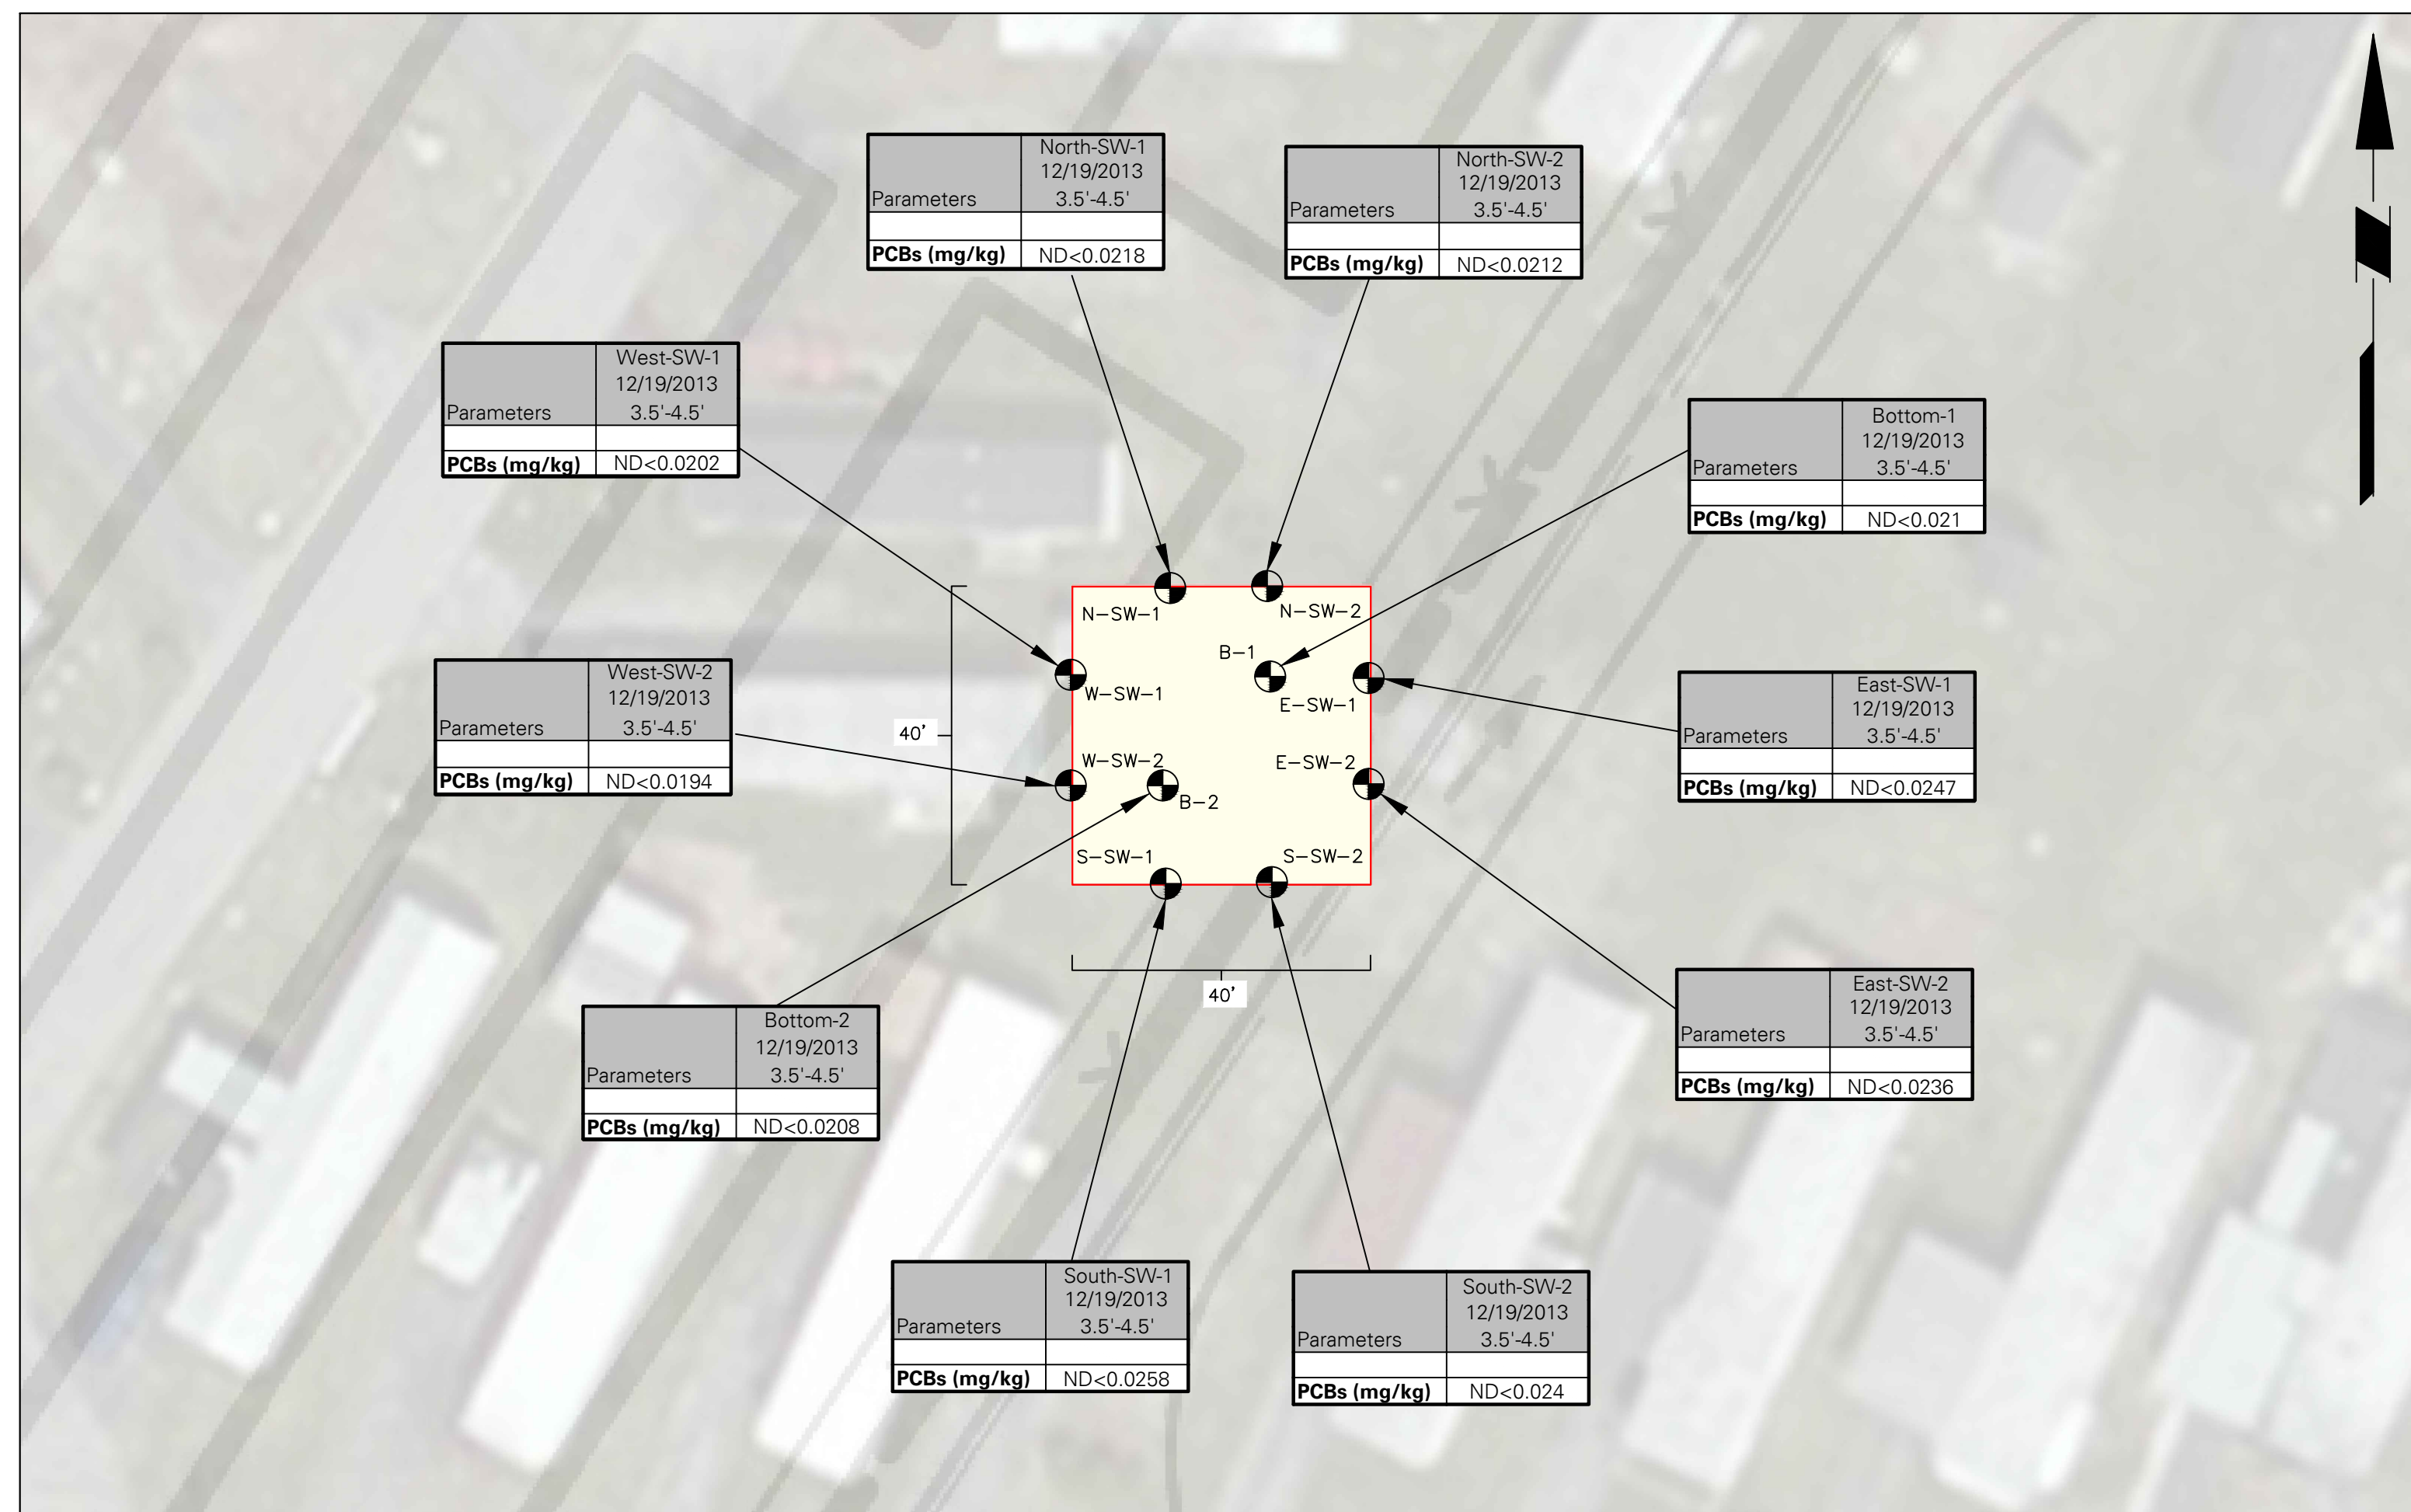 North-SW-1
12/19/2013
Parameters 3.5'-4.5'
PCBs (mg/kg) ND<0.0218
North-SW-2
12/19/2013
Parameters 3.5'-4.5'
PCBs (mg/kg) ND<0.0212
West-SW-1
12/19/2013
Parameters 3.5'-4.5'
PCBs (mg/kg) ND<0.0202
Bottom-1
12/19/2013
Parameters 3.5'-4.5'
PCBs (mg/kg) ND<0.021
West-SW-2
12/19/2013
Parameters 3.5'-4.5'
PCBs (mg/kg) ND<0.0194
N-SW-1
N-SW-2
B-1
W-SW-1
E-SW-1
40'
W-SW-2
E-SW-2
B-2
S-SW-1
S-SW-2
40'
East-SW-1
12/19/2013
Parameters 3.5'-4.5'
PCBs (mg/kg) ND<0.0247
Bottom-2
12/19/2013
Parameters 3.5'-4.5'
PCBs (mg/kg) ND<0.0208
East-SW-2
12/19/2013
Parameters 3.5'-4.5'
PCBs (mg/kg) ND<0.0236
South-SW-1
12/19/2013
Parameters 3.5'-4.5'
PCBs (mg/kg) ND<0.0258
South-SW-2
12/19/2013
Parameters 3.5'-4.5'
PCBs (mg/kg) ND<0.024